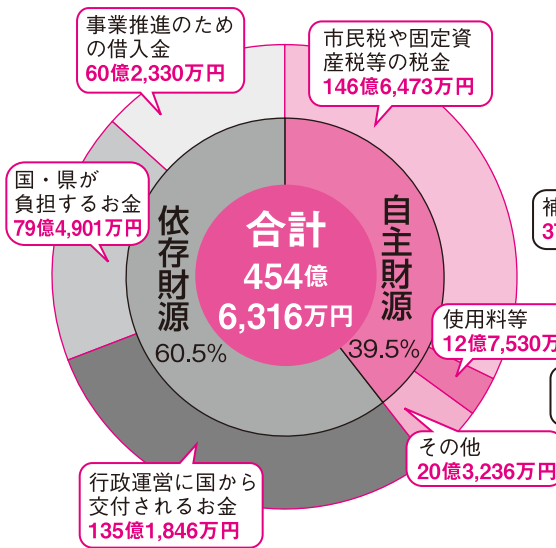 事業推進のため
の借入金
60億2,330万円
市民税や固定資
産税等の税金
146億6,473万円
国・県が
負担するお金
79億4,901万円
依存財源
60.5%
合計
454億
6,316万円
自主財源
39.5%
補
37
使用料等
12億7,530万
その他
20億3,236万円
行政運営に国から
交付されるお金
135億1,846万円